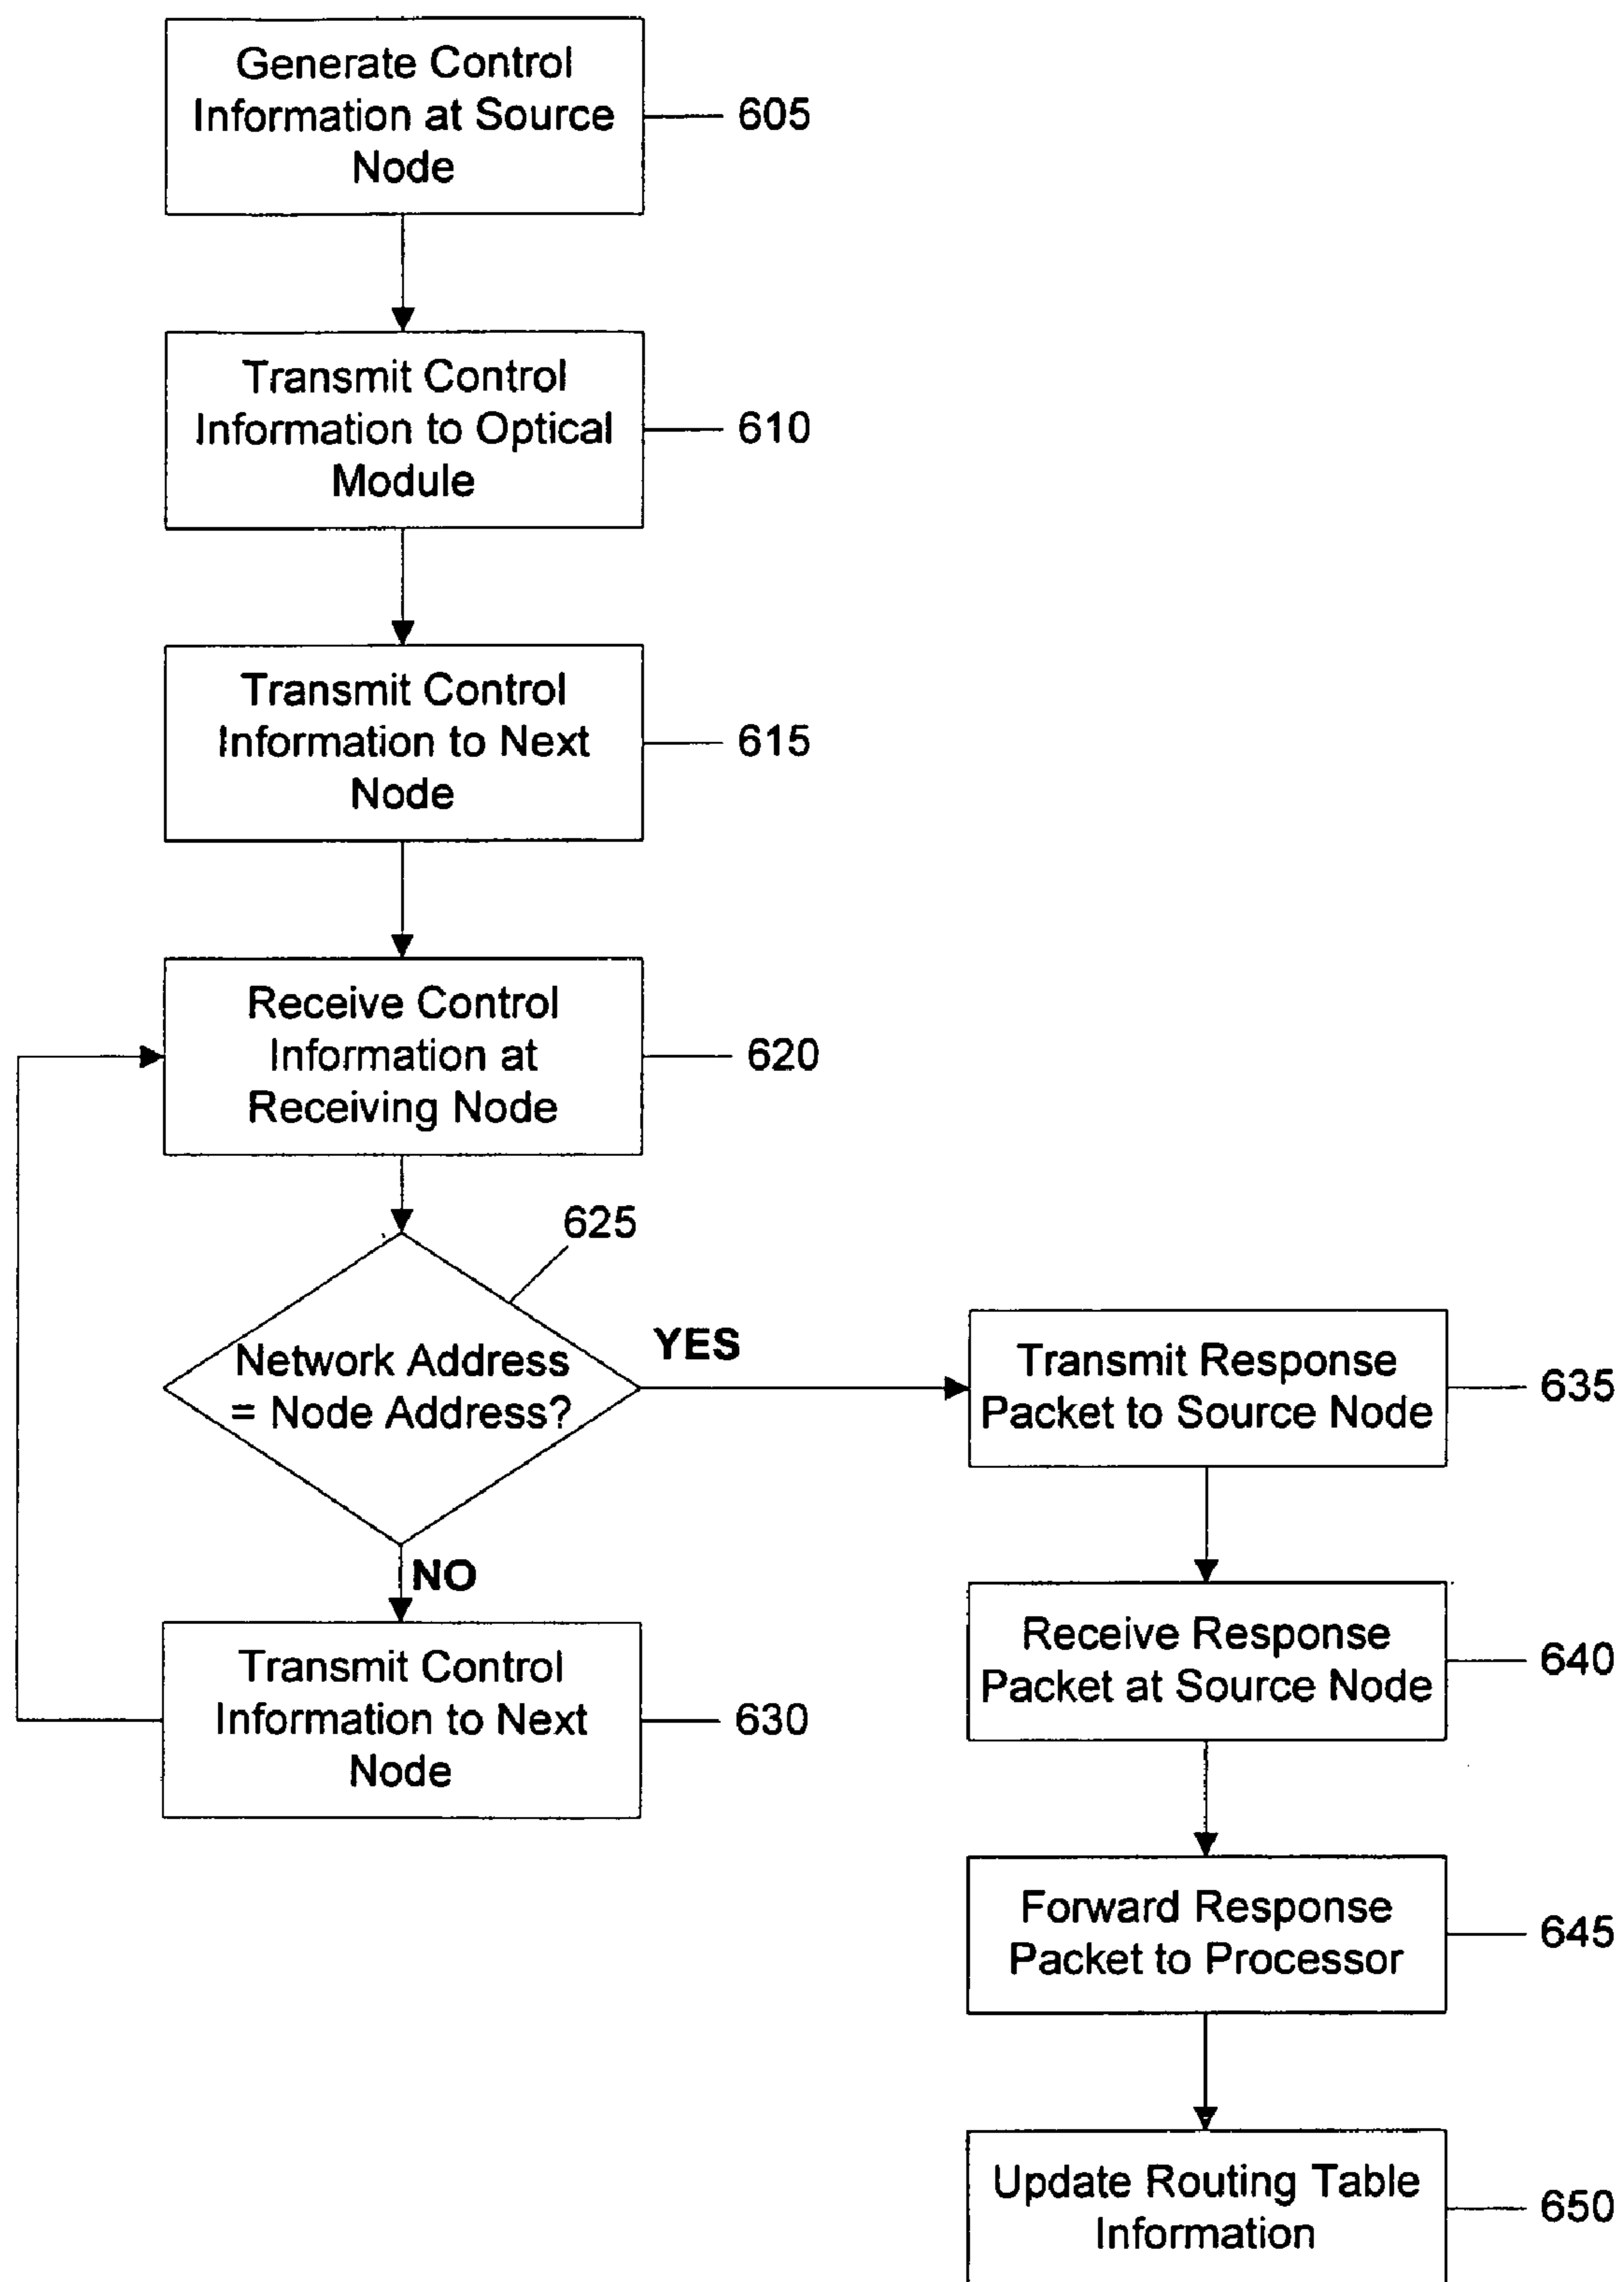 Generate Control
Information at Source
Node
605
Transmit Control
Information to Optical
Module
610
Transmit Control
Information to Next
Node
615
Receive Control
Information at
Receiving Node
620
625
Network Address
= Node Address?
YES
NO
Transmit Control
Information to Next
Node
630
Transmit Response
Packet to Source Node
635
Receive Response
Packet at Source Node
640
Forward Response
Packet to Processor
645
Update Routing Table
Information
650